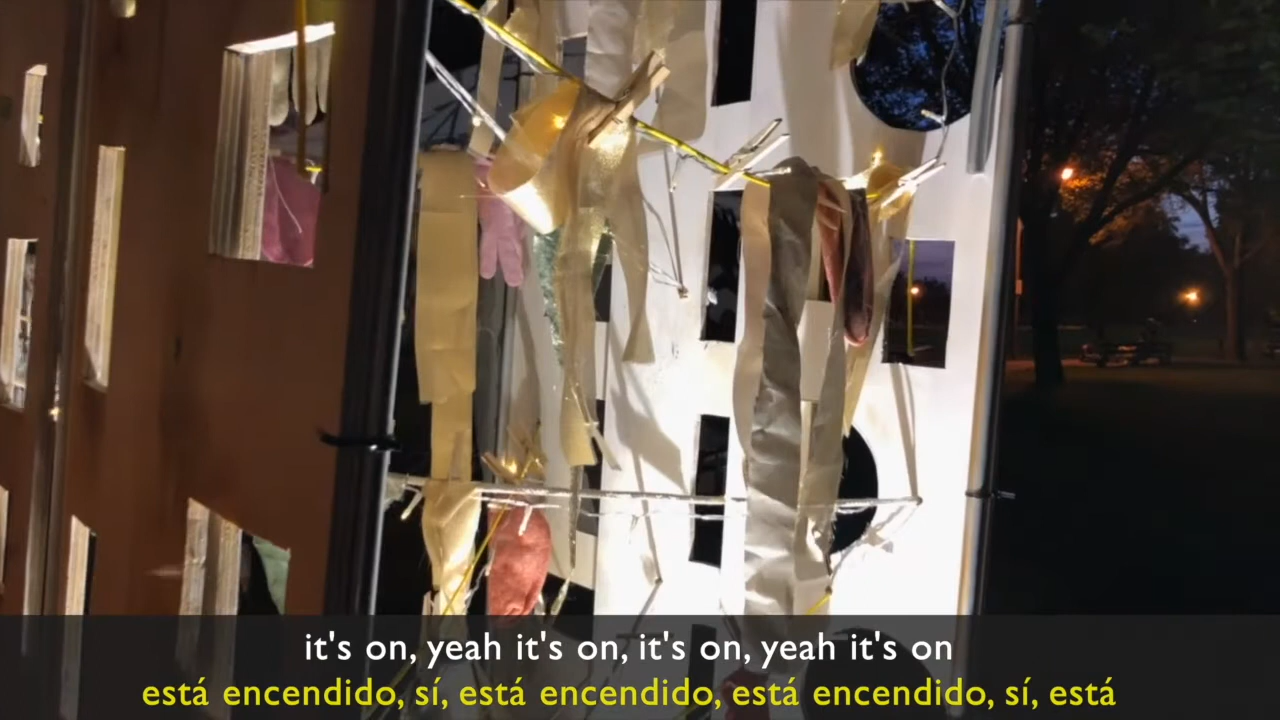 it's on, yeah it's on, it's on, yeah it's on
está encendido, sí, está encendido, está encendido, sí, está